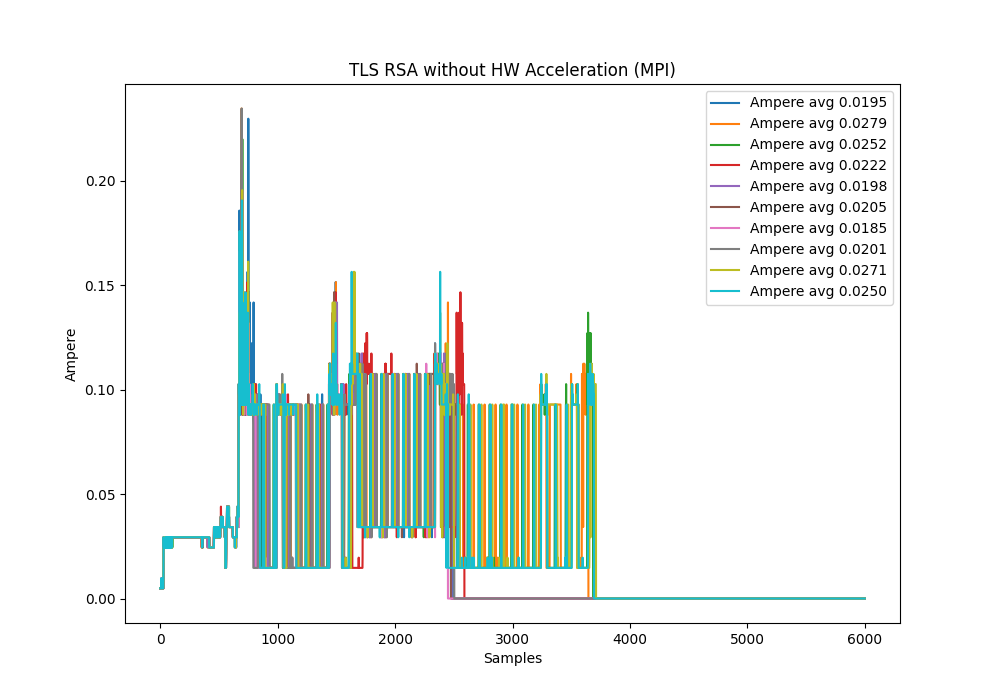 TLS RSA without HW Acceleration (MPI)
Ampere avg 0.0195
Ampere avg 0.0279
Ampere avg 0.0252
Ampere avg 0.0222
Ampere avg 0.0198
Ampere avg 0.0205
Ampere avg 0.0185
Ampere avg 0.0201
Ampere avg 0.0271
Ampere avg 0.0250
0.20
0.15
0.10
0.05
0.00
Ampere
0 1000 2000 3000 4000 5000 6000
Samples